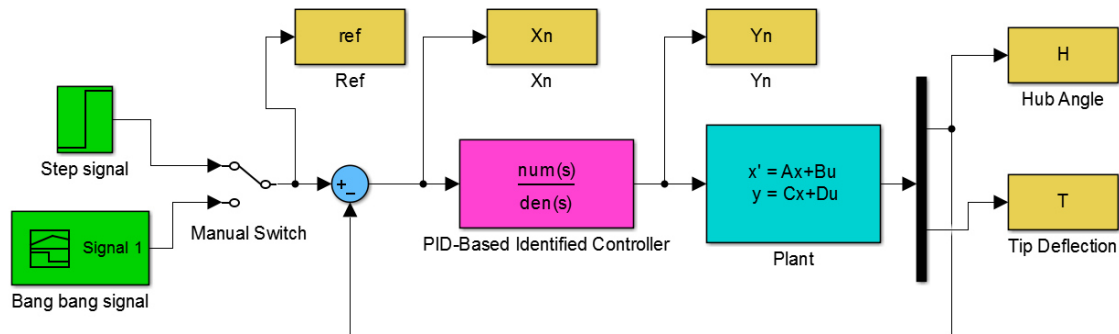 ref
Ref
Xn
Xn
Yn
Yn
H
Hub Angle
Step signal
Manual Switch
+
−
num(s)
den(s)
PID-Based Identified Controller
x' = Ax+Bu
y = Cx+Du
Plant
T
Tip Deflection
Signal 1
Bang bang signal